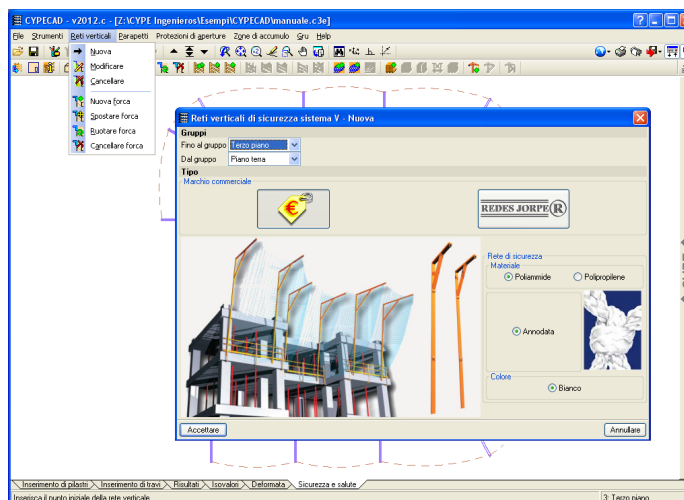 CYPECAD - v2012.c - [Z:\CYPE Ingenieros\Esempi\CYPECAD\manuale.c3e]
File Strumenti Reti verticali Parapetti Protezioni di aperture Zone di accumulo Gru Help
Nuova
Modificare
Cancellare
Nuova forca
Spostare forca
Ruotare forca
Cancellare forca
Reti verticali di sicurezza sistema V - Nuova
Gruppi
Fino al gruppo Terzo piano
Dal gruppo Piano terra
Tipo
Marchio commerciale
€
REDES JORPE R
Rete di sicurezza
Materiale
Poliammide Polipropilene
Annodata
Colore
Bianco
Accettare Annullare
Inserimento di pilastri Inserimento di travi Risultati Isovalori Deformata Sicurezza e salute
Inserisca il punto iniziale della rete verticale. 3: Terzo piano